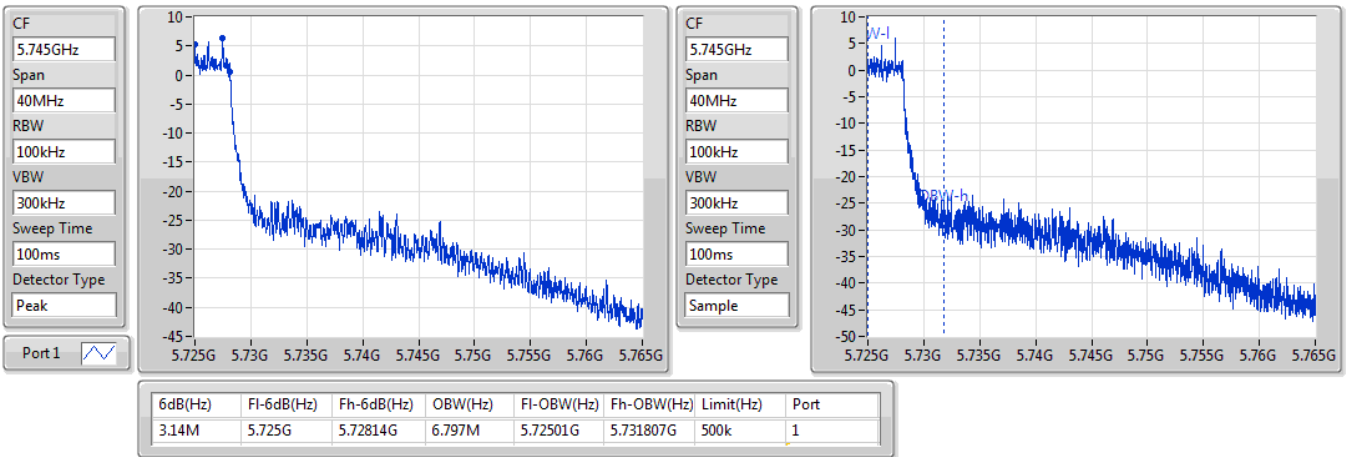 CF
5.745GHz
Span
40MHz
RBW
100kHz
VBW
300kHz
Sweep Time
100ms
Detector Type
Peak
Port 1
10
5
0
-5
-10
-15
-20
-25
-30
-35
-40
-45
5.725G 5.73G 5.735G 5.74G 5.745G 5.75G 5.755G 5.76G 5.765G
CF
5.745GHz
Span
40MHz
RBW
100kHz
VBW
300kHz
Sweep Time
100ms
Detector Type
Sample
10
5
0
-5
-10
-15
-20
-25
-30
-35
-40
-45
-50
W-l
OBW-h
5.725G 5.73G 5.735G 5.74G 5.745G 5.75G 5.755G 5.76G 5.765G
6dB(Hz) Fl-6dB(Hz) Fh-6dB(Hz) OBW(Hz) Fl-OBW(Hz) Fh-OBW(Hz) Limit(Hz) Port
3.14M 5.725G 5.72814G 6.797M 5.72501G 5.731807G 500k 1